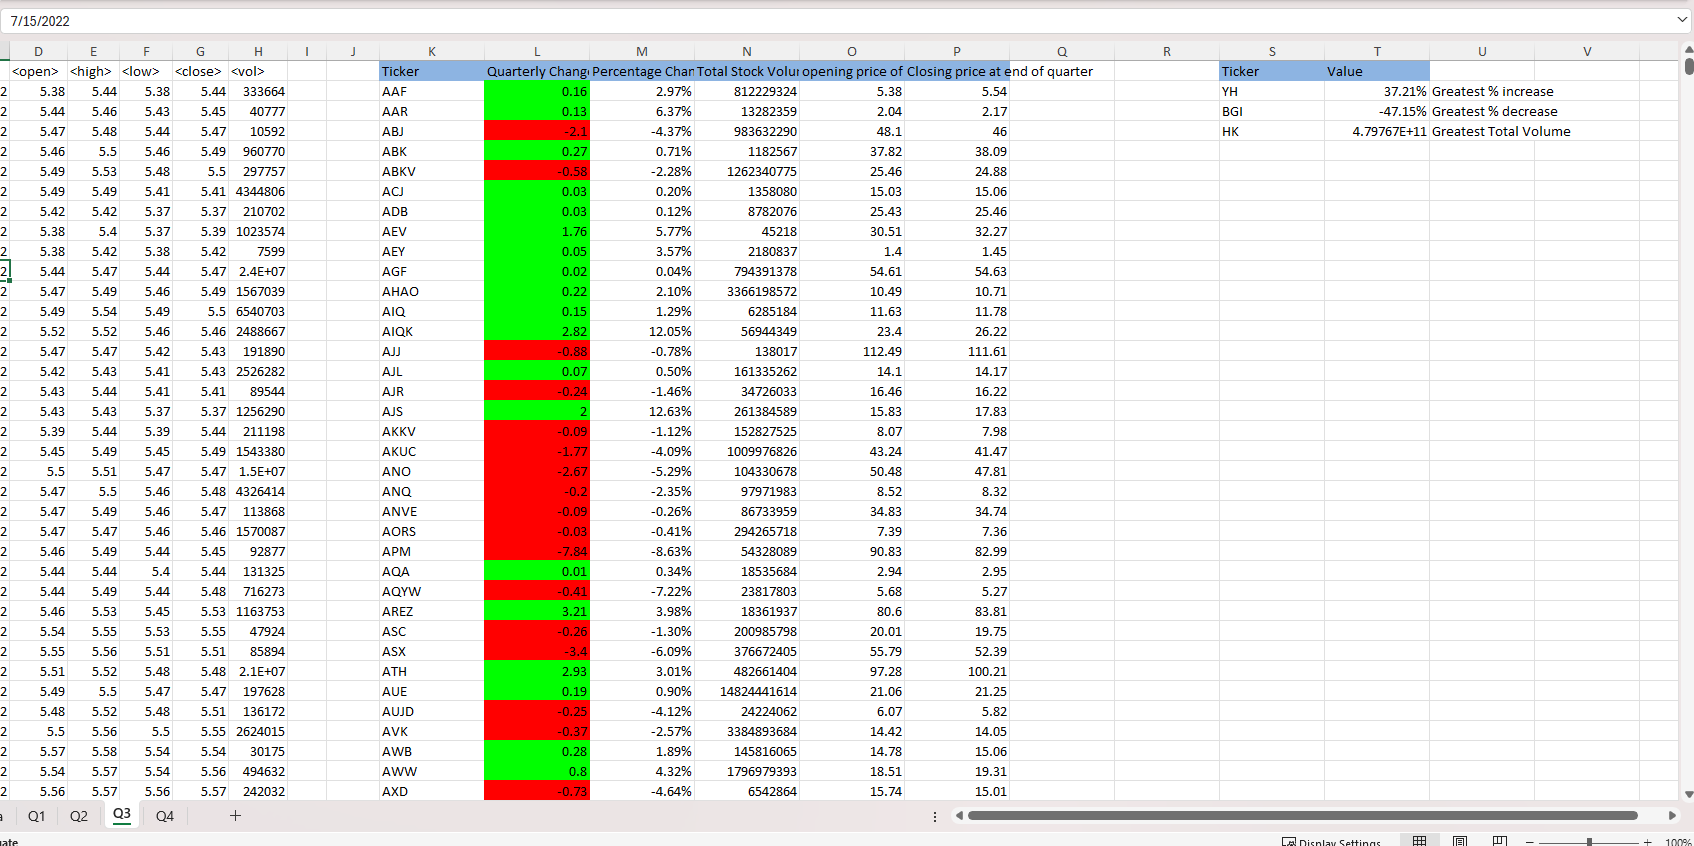 7/15/2022
D E F G H I J K L M N O P Q R S T U V
<open> <high> <low> <close> <vol> Ticker Quarterly Chang Percentage Char Total Stock Volu opening price of Closing price at end of quarter Ticker Value
2 5.38 5.44 5.38 5.44 333664 AAF 0.16 2.97% 812229324 5.38 5.54 YH 37.21% Greatest % increase
2 5.44 5.46 5.43 5.45 40777 AAR 0.13 6.37% 13282359 2.04 2.17 BGI -47.15% Greatest % decrease
2 5.47 5.48 5.44 5.47 10592 ABJ -2.1 -4.37% 983632290 48.1 46 HK 4.79767E+11 Greatest Total Volume
2 5.46 5.5 5.46 5.49 960770 ABK 0.27 0.71% 1182567 37.82 38.09
2 5.49 5.53 5.48 5.5 297757 ABKV -0.58 -2.28% 1262340775 25.46 24.88
2 5.49 5.49 5.41 5.41 4344806 ACJ 0.03 0.20% 1358080 15.03 15.06
2 5.42 5.42 5.37 5.37 210702 ADB 0.03 0.12% 8782076 25.43 25.46
2 5.38 5.4 5.37 5.39 1023574 AEV 1.76 5.77% 45218 30.51 32.27
2 5.38 5.42 5.38 5.42 7599 AEY 0.05 3.57% 2180837 1.4 1.45
2 5.44 5.47 5.44 5.47 2.4E+07 AGF 0.02 0.04% 794391378 54.61 54.63
2 5.47 5.49 5.46 5.49 1567039 AHAO 0.22 2.10% 3366198572 10.49 10.71
2 5.49 5.54 5.49 5.5 6540703 AIQ 0.15 1.29% 6285184 11.63 11.78
2 5.52 5.52 5.46 5.46 2488667 AIQK 2.82 12.05% 56944349 23.4 26.22
2 5.47 5.47 5.42 5.43 191890 AJJ -0.88 -0.78% 138017 112.49 111.61
2 5.42 5.43 5.41 5.43 2526282 AJL 0.07 0.50% 161335262 14.1 14.17
2 5.43 5.44 5.41 5.41 89544 AJR -0.24 -1.46% 34726033 16.46 16.22
2 5.43 5.43 5.37 5.37 1256290 AJS 2 12.63% 261384589 15.83 17.83
2 5.39 5.44 5.39 5.44 211198 AKKV -0.09 -1.12% 152827525 8.07 7.98
2 5.45 5.49 5.45 5.49 1543380 AKUC -1.77 -4.09% 1009976826 43.24 41.47
2 5.5 5.51 5.47 5.47 1.5E+07 ANO -2.67 -5.29% 104330678 50.48 47.81
2 5.47 5.5 5.46 5.48 4326414 ANQ -0.2 -2.35% 97971983 8.52 8.32
2 5.47 5.49 5.46 5.47 113868 ANVE -0.09 -0.26% 86733959 34.83 34.74
2 5.47 5.47 5.46 5.46 1570087 AORS -0.03 -0.41% 294265718 7.39 7.36
2 5.46 5.49 5.44 5.45 92877 APM -7.84 -8.63% 54328089 90.83 82.99
2 5.44 5.44 5.4 5.44 131325 AQA 0.01 0.34% 18535684 2.94 2.95
2 5.44 5.49 5.44 5.48 716273 AQYW -0.41 -7.22% 23817803 5.68 5.27
2 5.46 5.53 5.45 5.53 1163753 AREZ 3.21 3.98% 18361937 80.6 83.81
2 5.54 5.55 5.53 5.55 47924 ASC -0.26 -1.30% 200985798 20.01 19.75
2 5.55 5.56 5.51 5.51 85894 ASX -3.4 -6.09% 376672405 55.79 52.39
2 5.51 5.52 5.48 5.48 2.1E+07 ATH 2.93 3.01% 482661404 97.28 100.21
2 5.49 5.5 5.47 5.47 197628 AUE 0.19 0.90% 14824441614 21.06 21.25
2 5.48 5.52 5.48 5.51 136172 AUJD -0.25 -4.12% 24224062 6.07 5.82
2 5.5 5.56 5.5 5.55 2624015 AVK -0.37 -2.57% 3384893684 14.42 14.05
2 5.57 5.58 5.54 5.54 30175 AWB 0.28 1.89% 145816065 14.78 15.06
2 5.54 5.57 5.54 5.56 494632 AWW 0.8 4.32% 1796979393 18.51 19.31
2 5.56 5.57 5.56 5.57 242032 AXD -0.73 -4.64% 6542864 15.74 15.01
Q1 Q2 Q3 Q4 +
Display Settings 100%